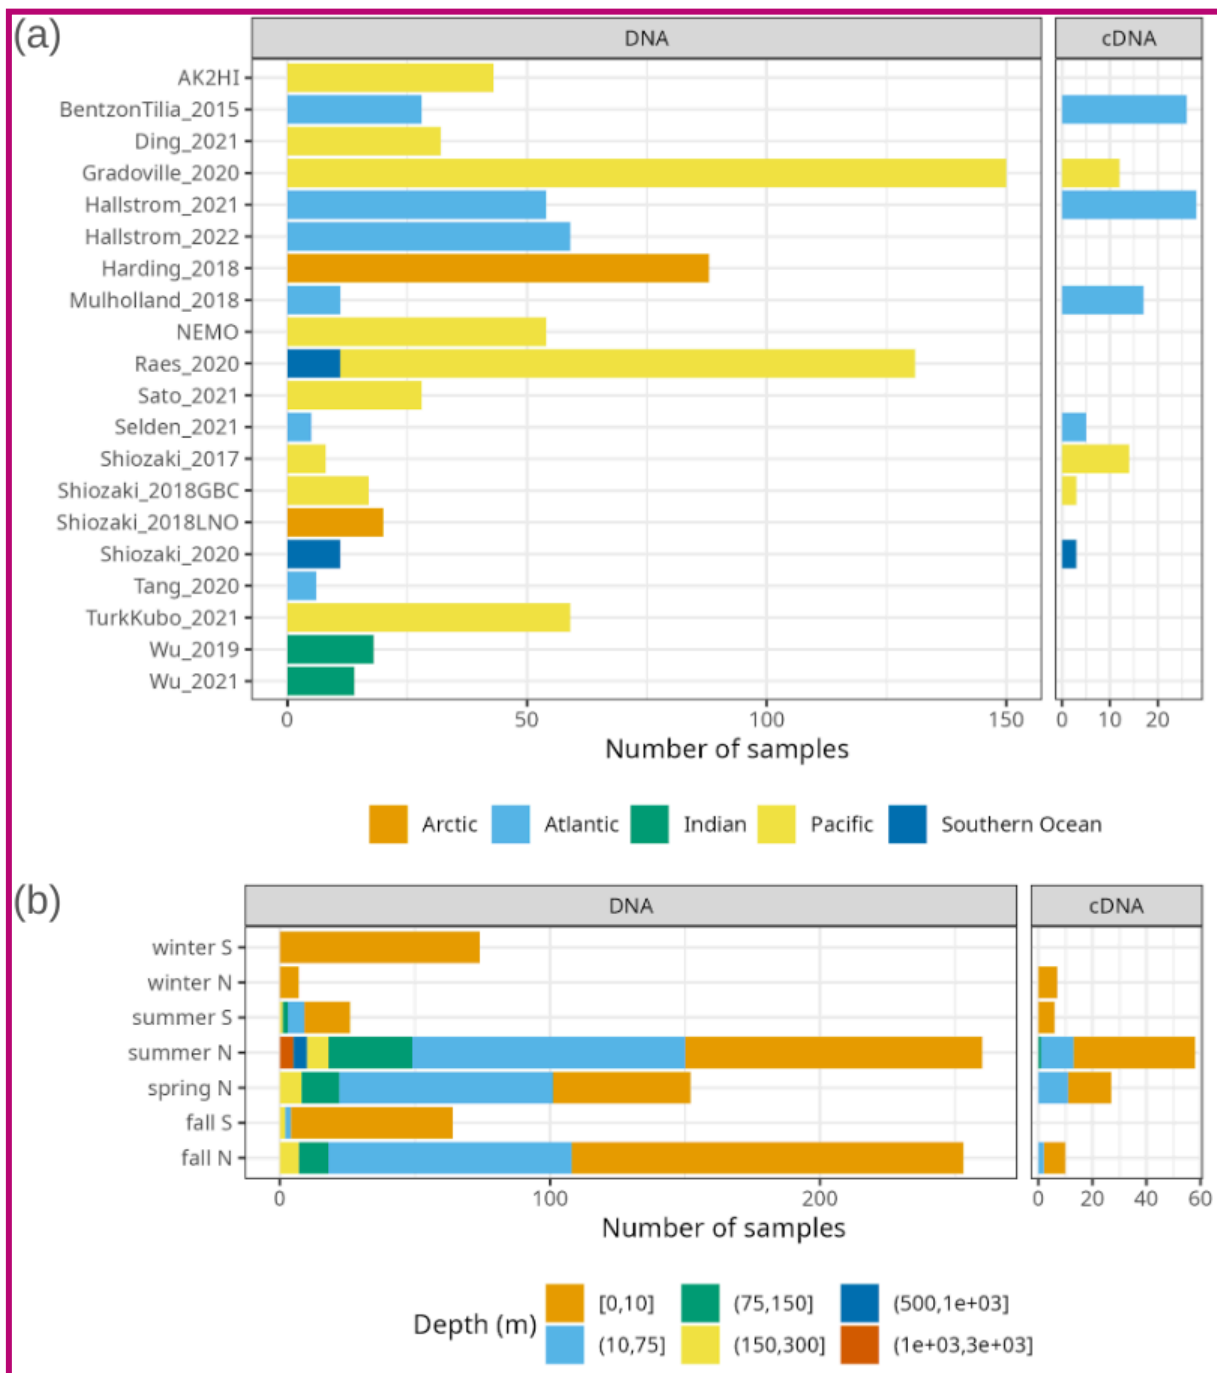 (a)
DNA
cDNA
AK2HI
BentzonTilia_2015
Ding_2021
Gradoville_2020
Hallstrom_2021
Hallstrom_2022
Harding_2018
Mulholland_2018
NEMO
Raes_2020
Sato_2021
Selden_2021
Shiozaki_2017
Shiozaki_2018GBC
Shiozaki_2018LNO
Shiozaki_2020
Tang_2020
TurkKubo_2021
Wu_2019
Wu_2021
0 50 100 150 0 10 20
Number of samples
Arctic Atlantic Indian Pacific Southern Ocean
(b)
DNA
cDNA
winter S
winter N
summer S
summer N
spring N
fall S
fall N
0 100 200 0 20 40 60
Number of samples
Depth (m)
[0,10] (75,150] (500,1e+03]
(10,75] (150,300] (1e+03,3e+03]